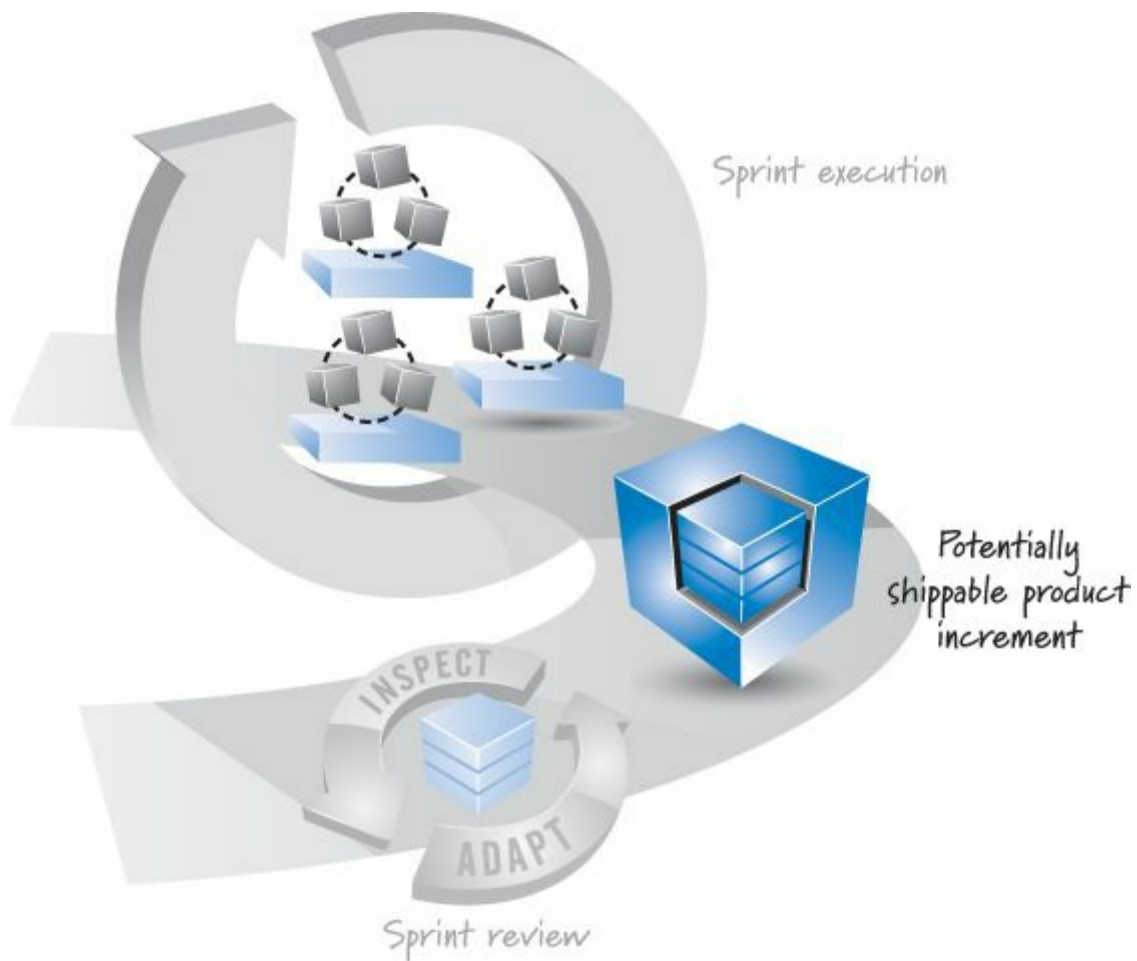 Sprint execution
Potentially
shippable product
increment
INSPECT
ADAPT
Sprint review